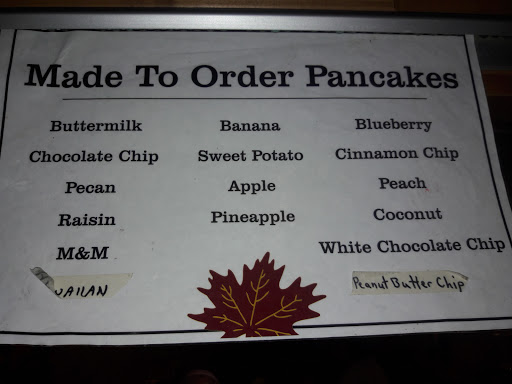 Made To Order Pancakes
Buttermilk Banana Blueberry
Chocolate Chip Sweet Potato Cinnamon Chip
Pecan Apple Peach
Raisin Pineapple Coconut
M&M White Chocolate Chip
Peanut Butter Chip